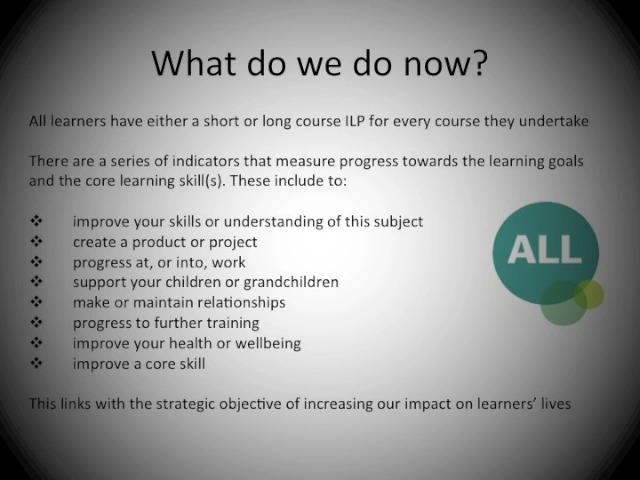 What do we do now?
All learners have either a short or long course ILP for every course they undertake
There are a series of indicators that measure progress towards the learning goals
and the core learning skill(s). These include to:
❖ improve your skills or understanding of this subject
❖ create a product or project
❖ progress at, or into, work
❖ support your children or grandchildren
❖ make or maintain relationships
❖ progress to further training
❖ improve your health or wellbeing
❖ improve a core skill
ALL
This links with the strategic objective of increasing our impact on learners’ lives